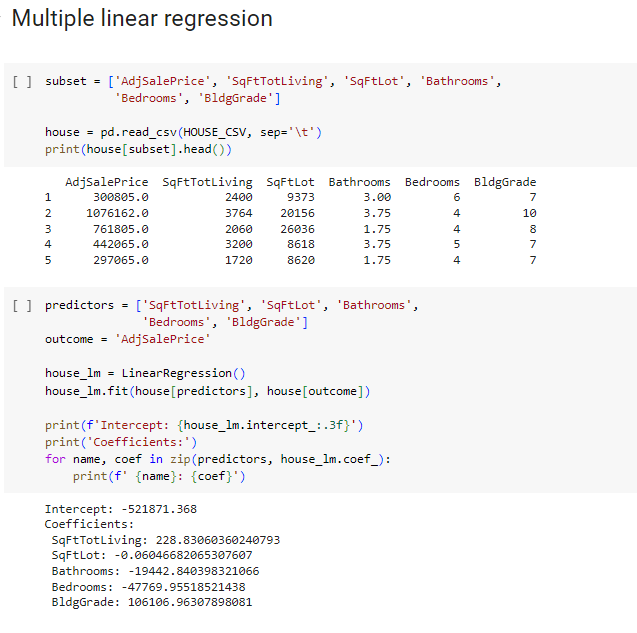 Multiple linear regression
[ ] subset = ['AdjSalePrice', 'SqFtTotLiving', 'SqFtLot', 'Bathrooms',
'Bedrooms', 'BldgGrade']
house = pd.read_csv(HOUSE_CSV, sep='\t')
print(house[subset].head())
AdjSalePrice SqFtTotLiving SqFtLot Bathrooms Bedrooms BldgGrade
1 300805.0 2400 9373 3.00 6 7
2 1076162.0 3764 20156 3.75 4 10
3 761805.0 2060 26036 1.75 4 8
4 442065.0 3200 8618 3.75 5 7
5 297065.0 1720 8620 1.75 4 7
[ ] predictors = ['SqFtTotLiving', 'SqFtLot', 'Bathrooms',
'Bedrooms', 'BldgGrade']
outcome = 'AdjSalePrice'
house_lm = LinearRegression()
house_lm.fit(house[predictors], house[outcome])
print(f'Intercept: {house_lm.intercept_:.3f}')
print('Coefficients:')
for name, coef in zip(predictors, house_lm.coef_):
print(f' {name}: {coef}')
Intercept: -521871.368
Coefficients:
SqFtTotLiving: 228.83060360240793
SqFtLot: -0.06046682065307607
Bathrooms: -19442.840398321066
Bedrooms: -47769.95518521438
BldgGrade: 106106.96307898081